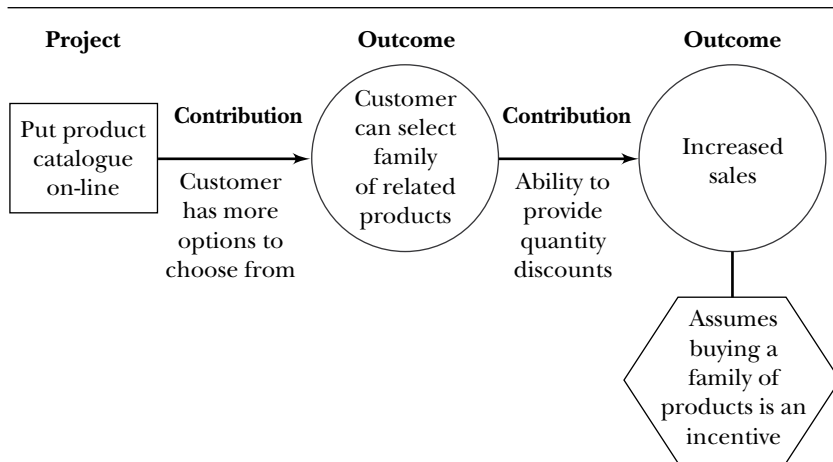 Project
Outcome
Outcome
Put product
catalogue
on-line
Contribution
Customer
has more
options to
choose from
Customer
can select
family
of related
products
Contribution
Ability to
provide
quantity
discounts
Increased
sales
Assumes
buying a
family of
products is an
incentive